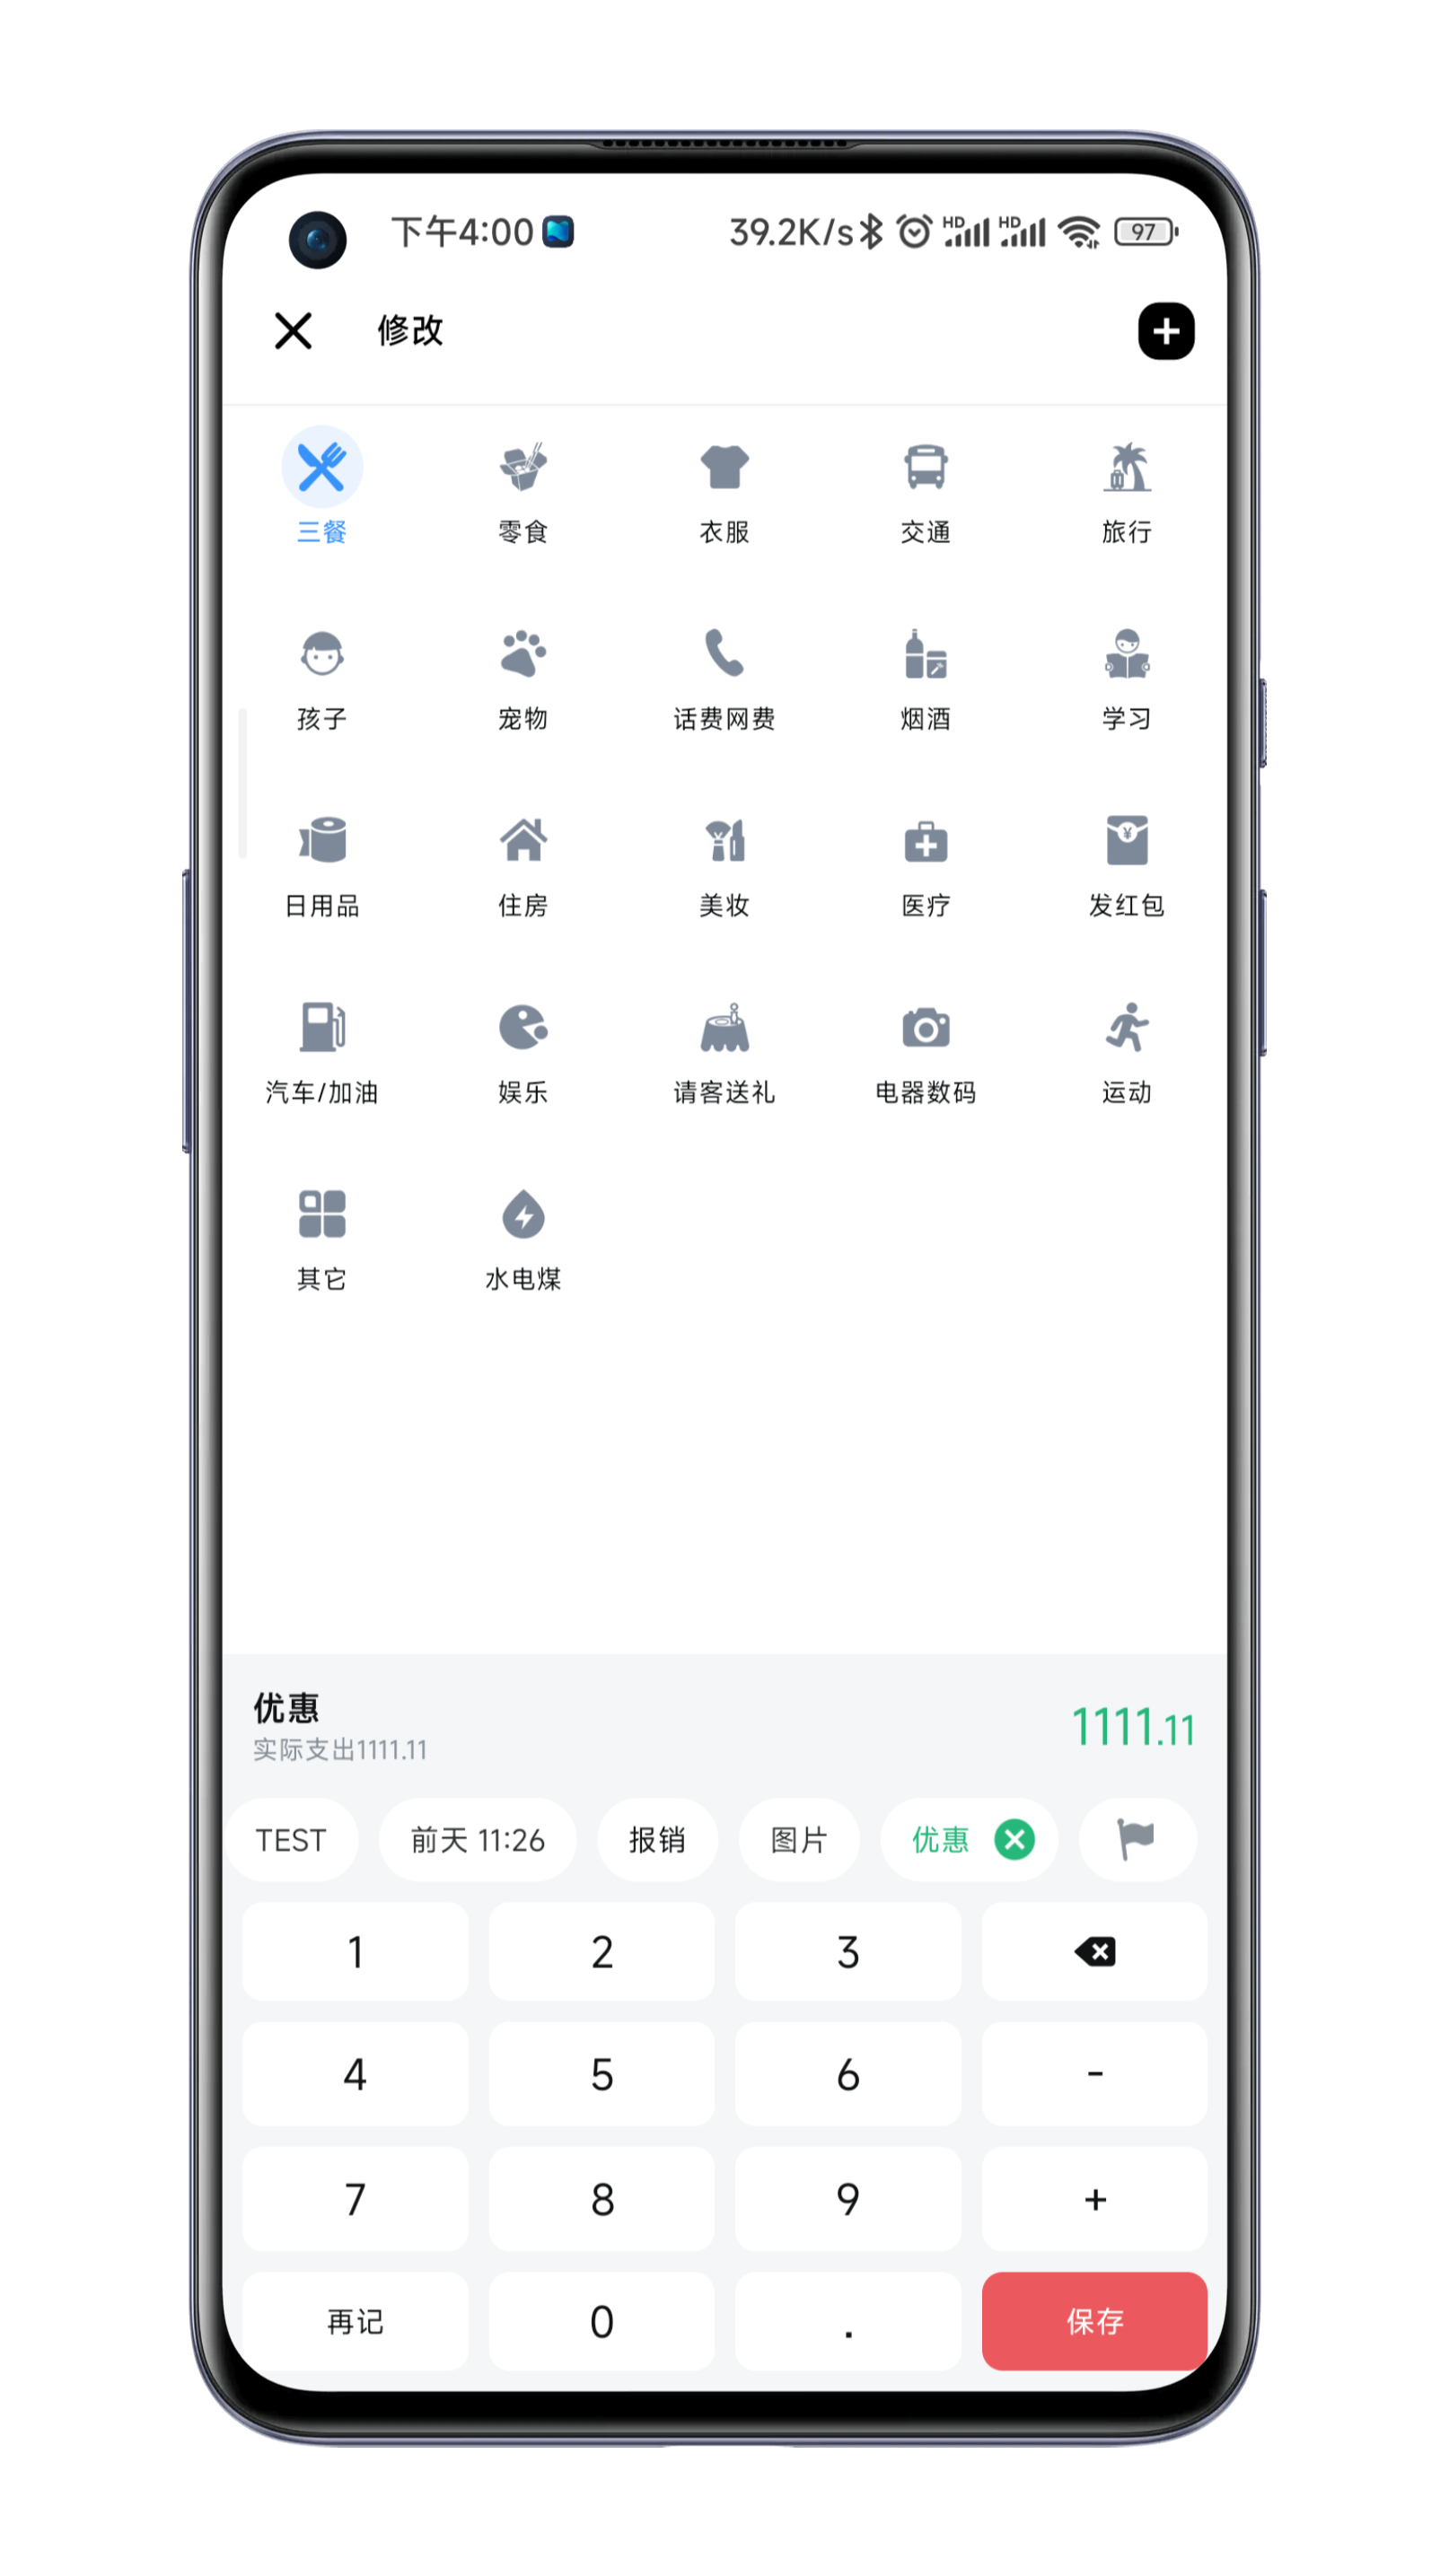 下午4:00 39.2K/s HD HD 97
修改
三餐 零食 衣服 交通 旅行
孩子 宠物 话费网费 烟酒 学习
日用品 住房 美妆 医疗 发红包
汽车/加油 娱乐 请客送礼 电器数码 运动
其它 水电煤
优惠 1111.11
实际支出1111.11
TEST 前天 11:26 报销 图片 优惠
1 2 3
4 5 6 -
7 8 9 +
再记 0 . 保存